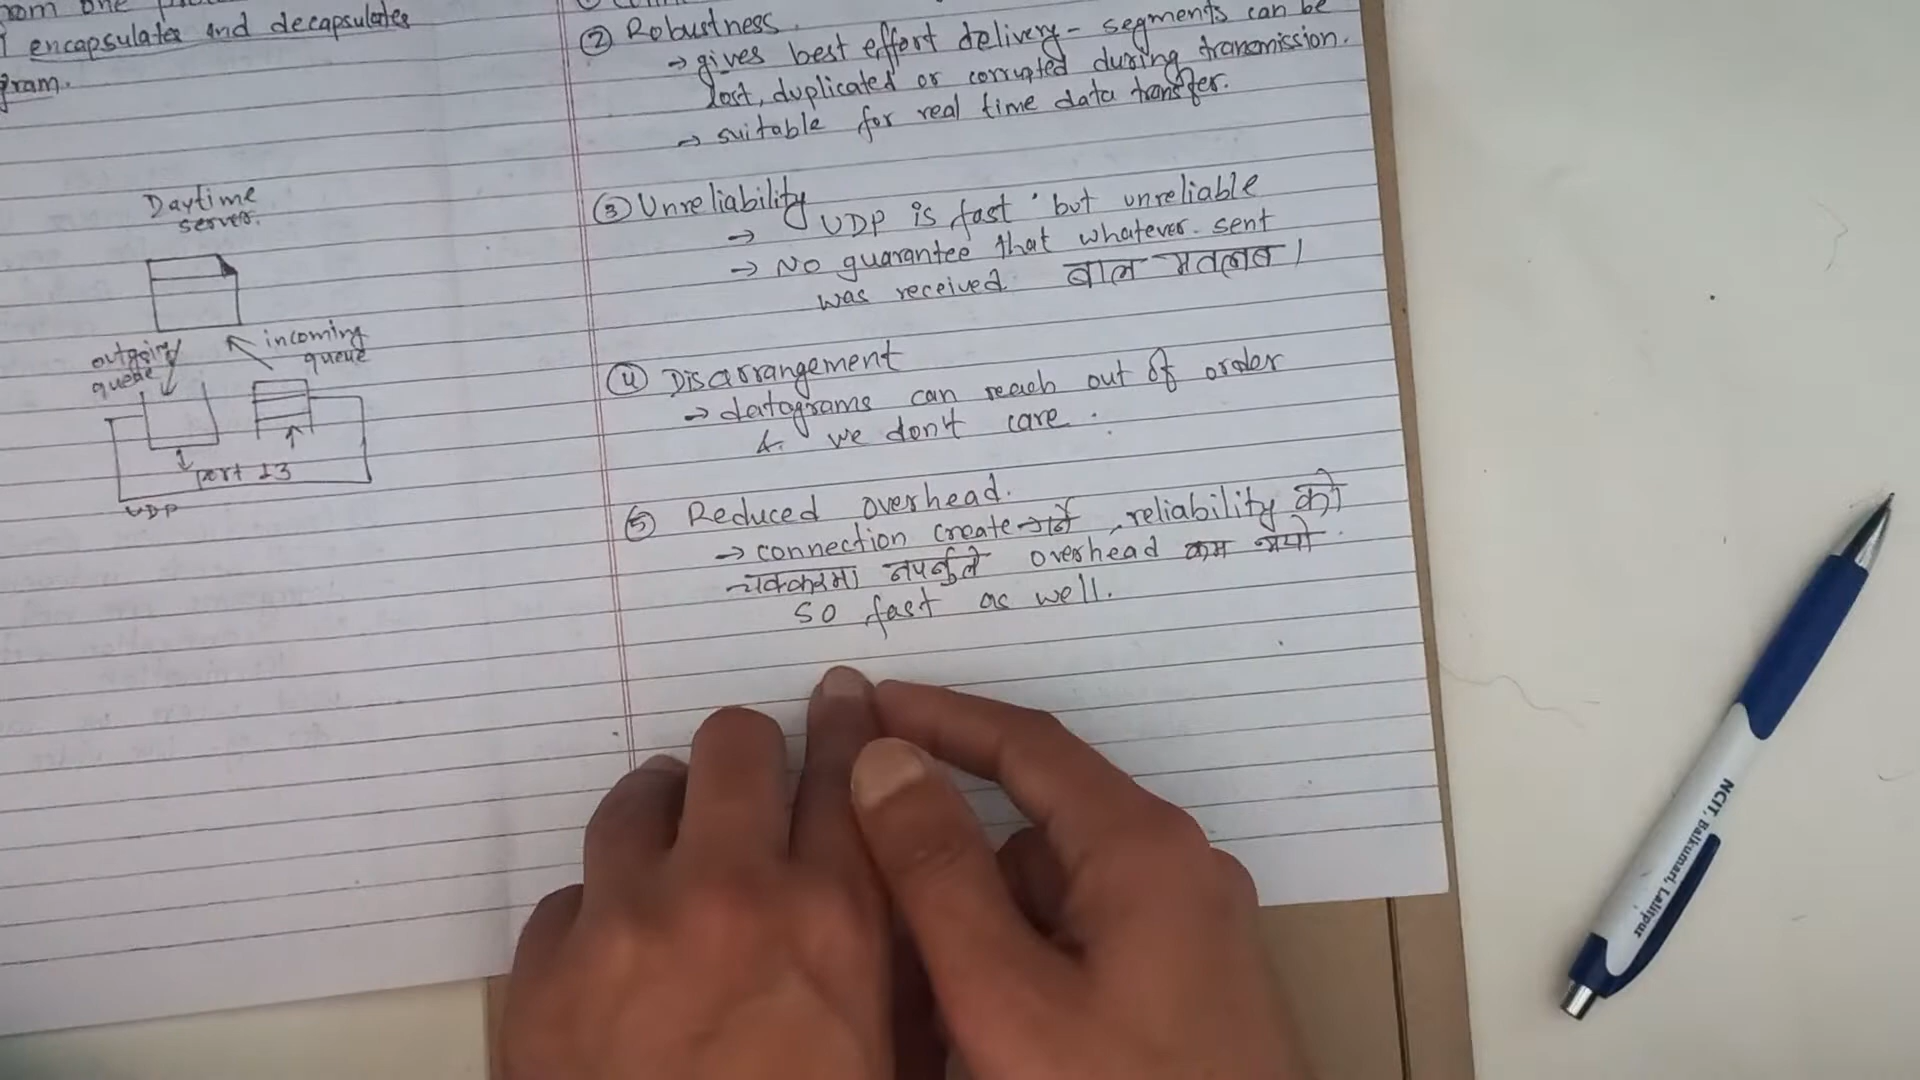 from one
encapsulates and decapsulates
gram.
Daytime
server.
outgoing
queue
incoming
queue
port 13
UDP
② Robustness.
→ gives best effort delivery - segments can be
lost, duplicated or corrupted during transmission.
→ suitable for real time data transfer.
③ Unreliability
→ UDP is fast but unreliable
→ No guarantee that whatever sent
was received. बाल मतलब।
④ Disarrangement
→ datagrams can reach out of order
& we don't care.
⑤ Reduced overhead.
→ connection create गर्ने, reliability को
चक्करमा नपर्नुले overhead कम भयो.
so fast as well.
NCIT, Balkumari, Lalitpur